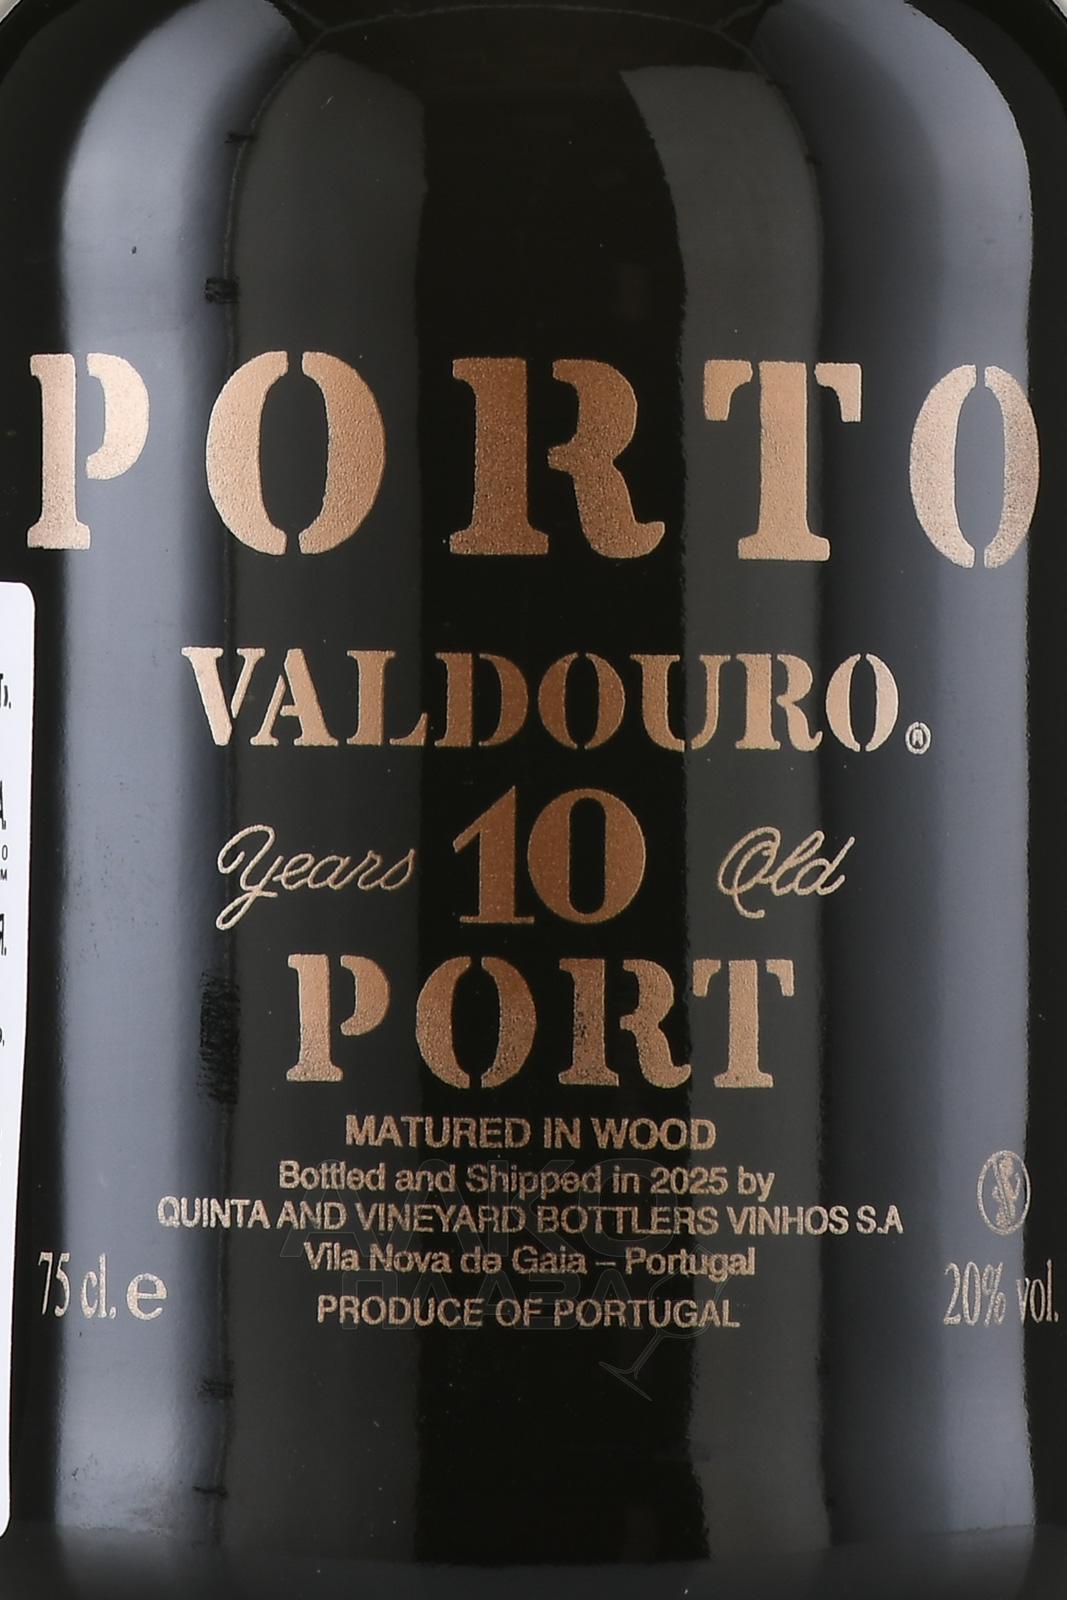 PORTO
VALDOURO®
Years 10 Old
PORT
MATURED IN WOOD
Bottled and Shipped in 2025 by
QUINTA AND VINEYARD BOTTLERS VINHOS S.A
Vila Nova de Gaia – Portugal
75 cl. e
20% vol.
PRODUCE OF PORTUGAL